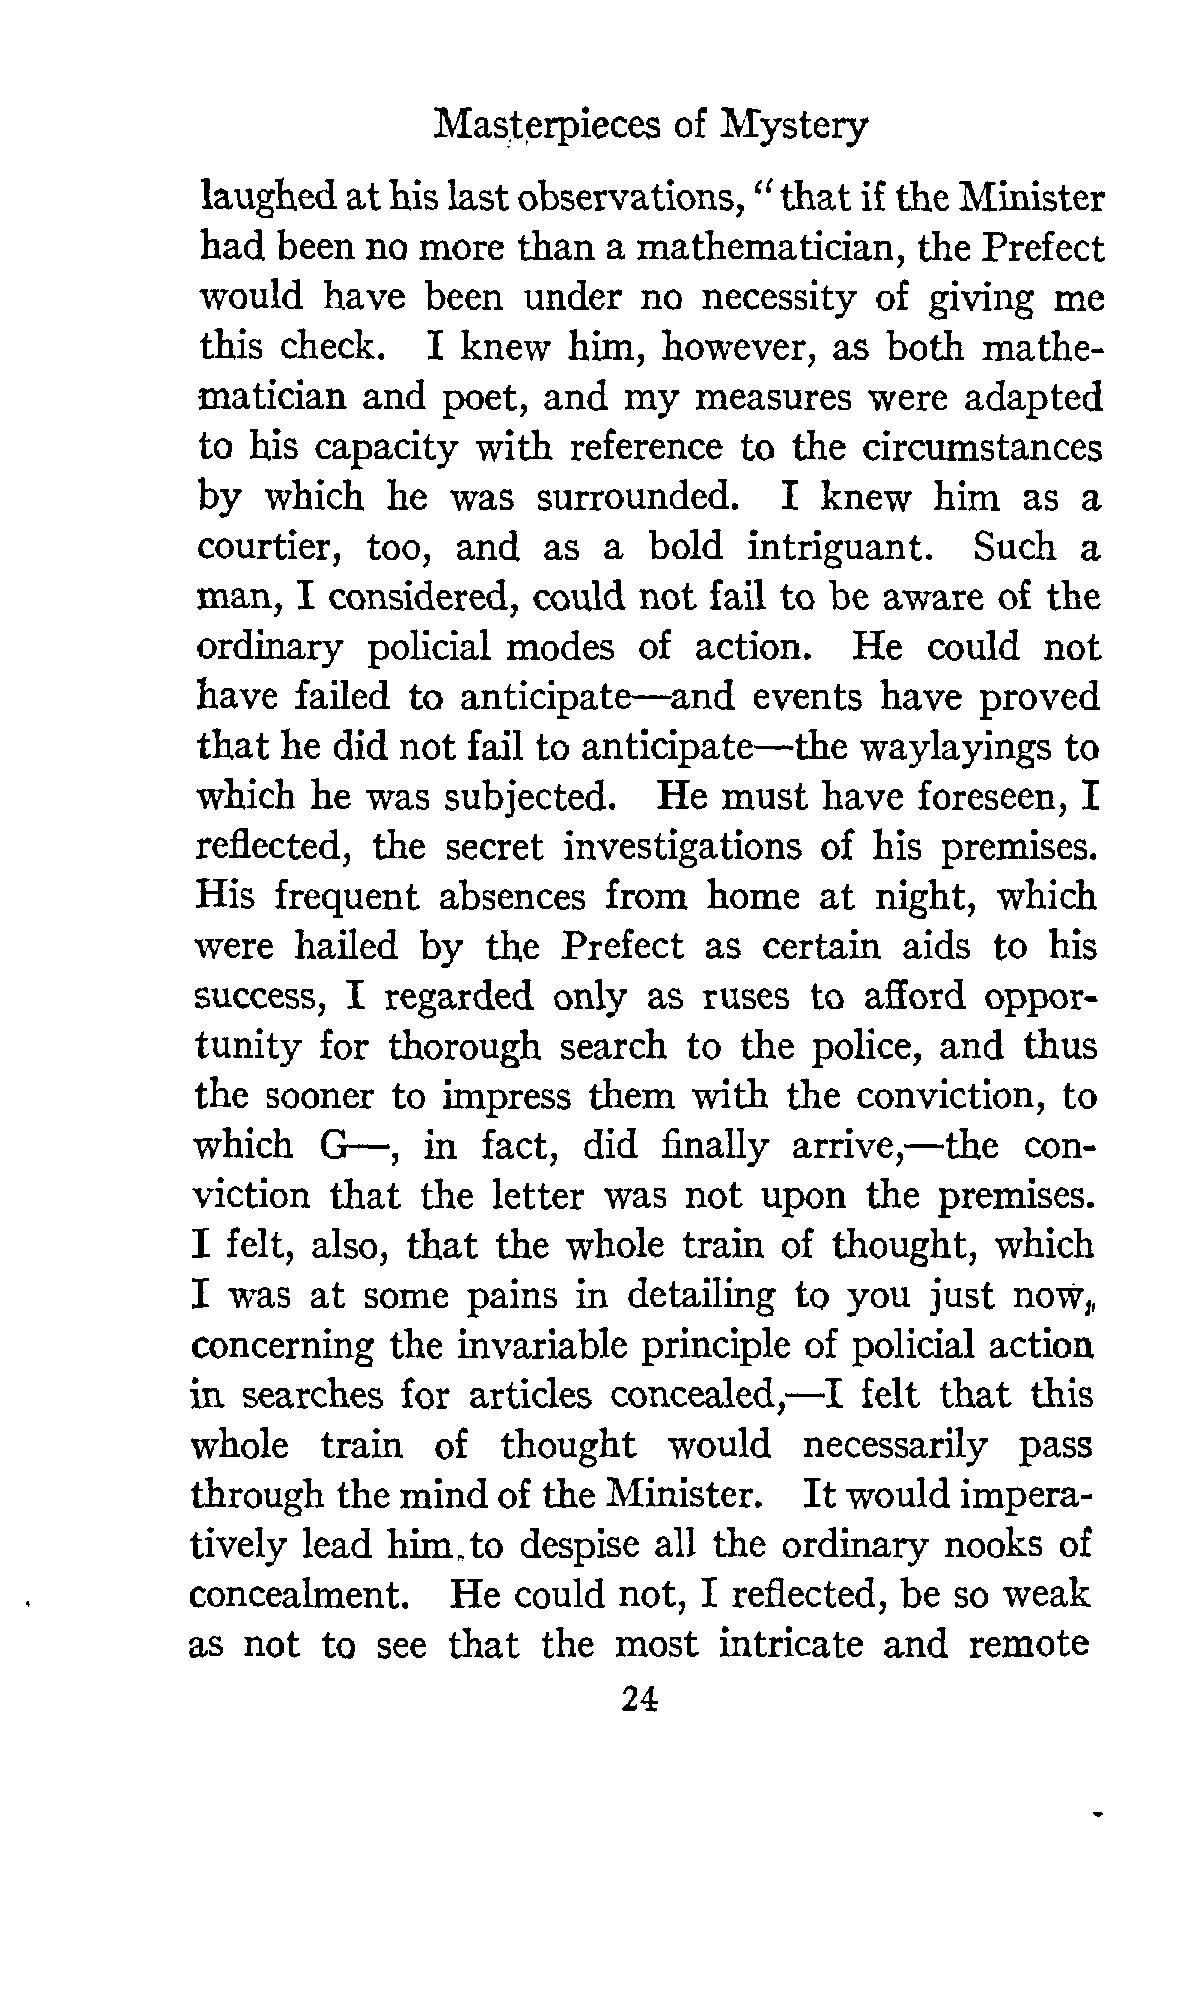 Masterpieces of Mystery
laughed at his last observations, "that if the Minister
had been no more than a mathematician, the Prefect
would have been under no necessity of giving me
this check. I knew him, however, as both mathe-
matician and poet, and my measures were adapted
to his capacity with reference to the circumstances
by which he was surrounded. I knew him as a
courtier, too, and as a bold intriguant. Such a
man, I considered, could not fail to be aware of the
ordinary policial modes of action. He could not
have failed to anticipate—and events have proved
that he did not fail to anticipate—the waylayings to
which he was subjected. He must have foreseen, I
reflected, the secret investigations of his premises.
His frequent absences from home at night, which
were hailed by the Prefect as certain aids to his
success, I regarded only as ruses to afford oppor-
tunity for thorough search to the police, and thus
the sooner to impress them with the conviction, to
which G—, in fact, did finally arrive,—the con-
viction that the letter was not upon the premises.
I felt, also, that the whole train of thought, which
I was at some pains in detailing to you just now,
concerning the invariable principle of policial action
in searches for articles concealed,—I felt that this
whole train of thought would necessarily pass
through the mind of the Minister. It would impera-
tively lead him to despise all the ordinary nooks of
concealment. He could not, I reflected, be so weak
as not to see that the most intricate and remote
24